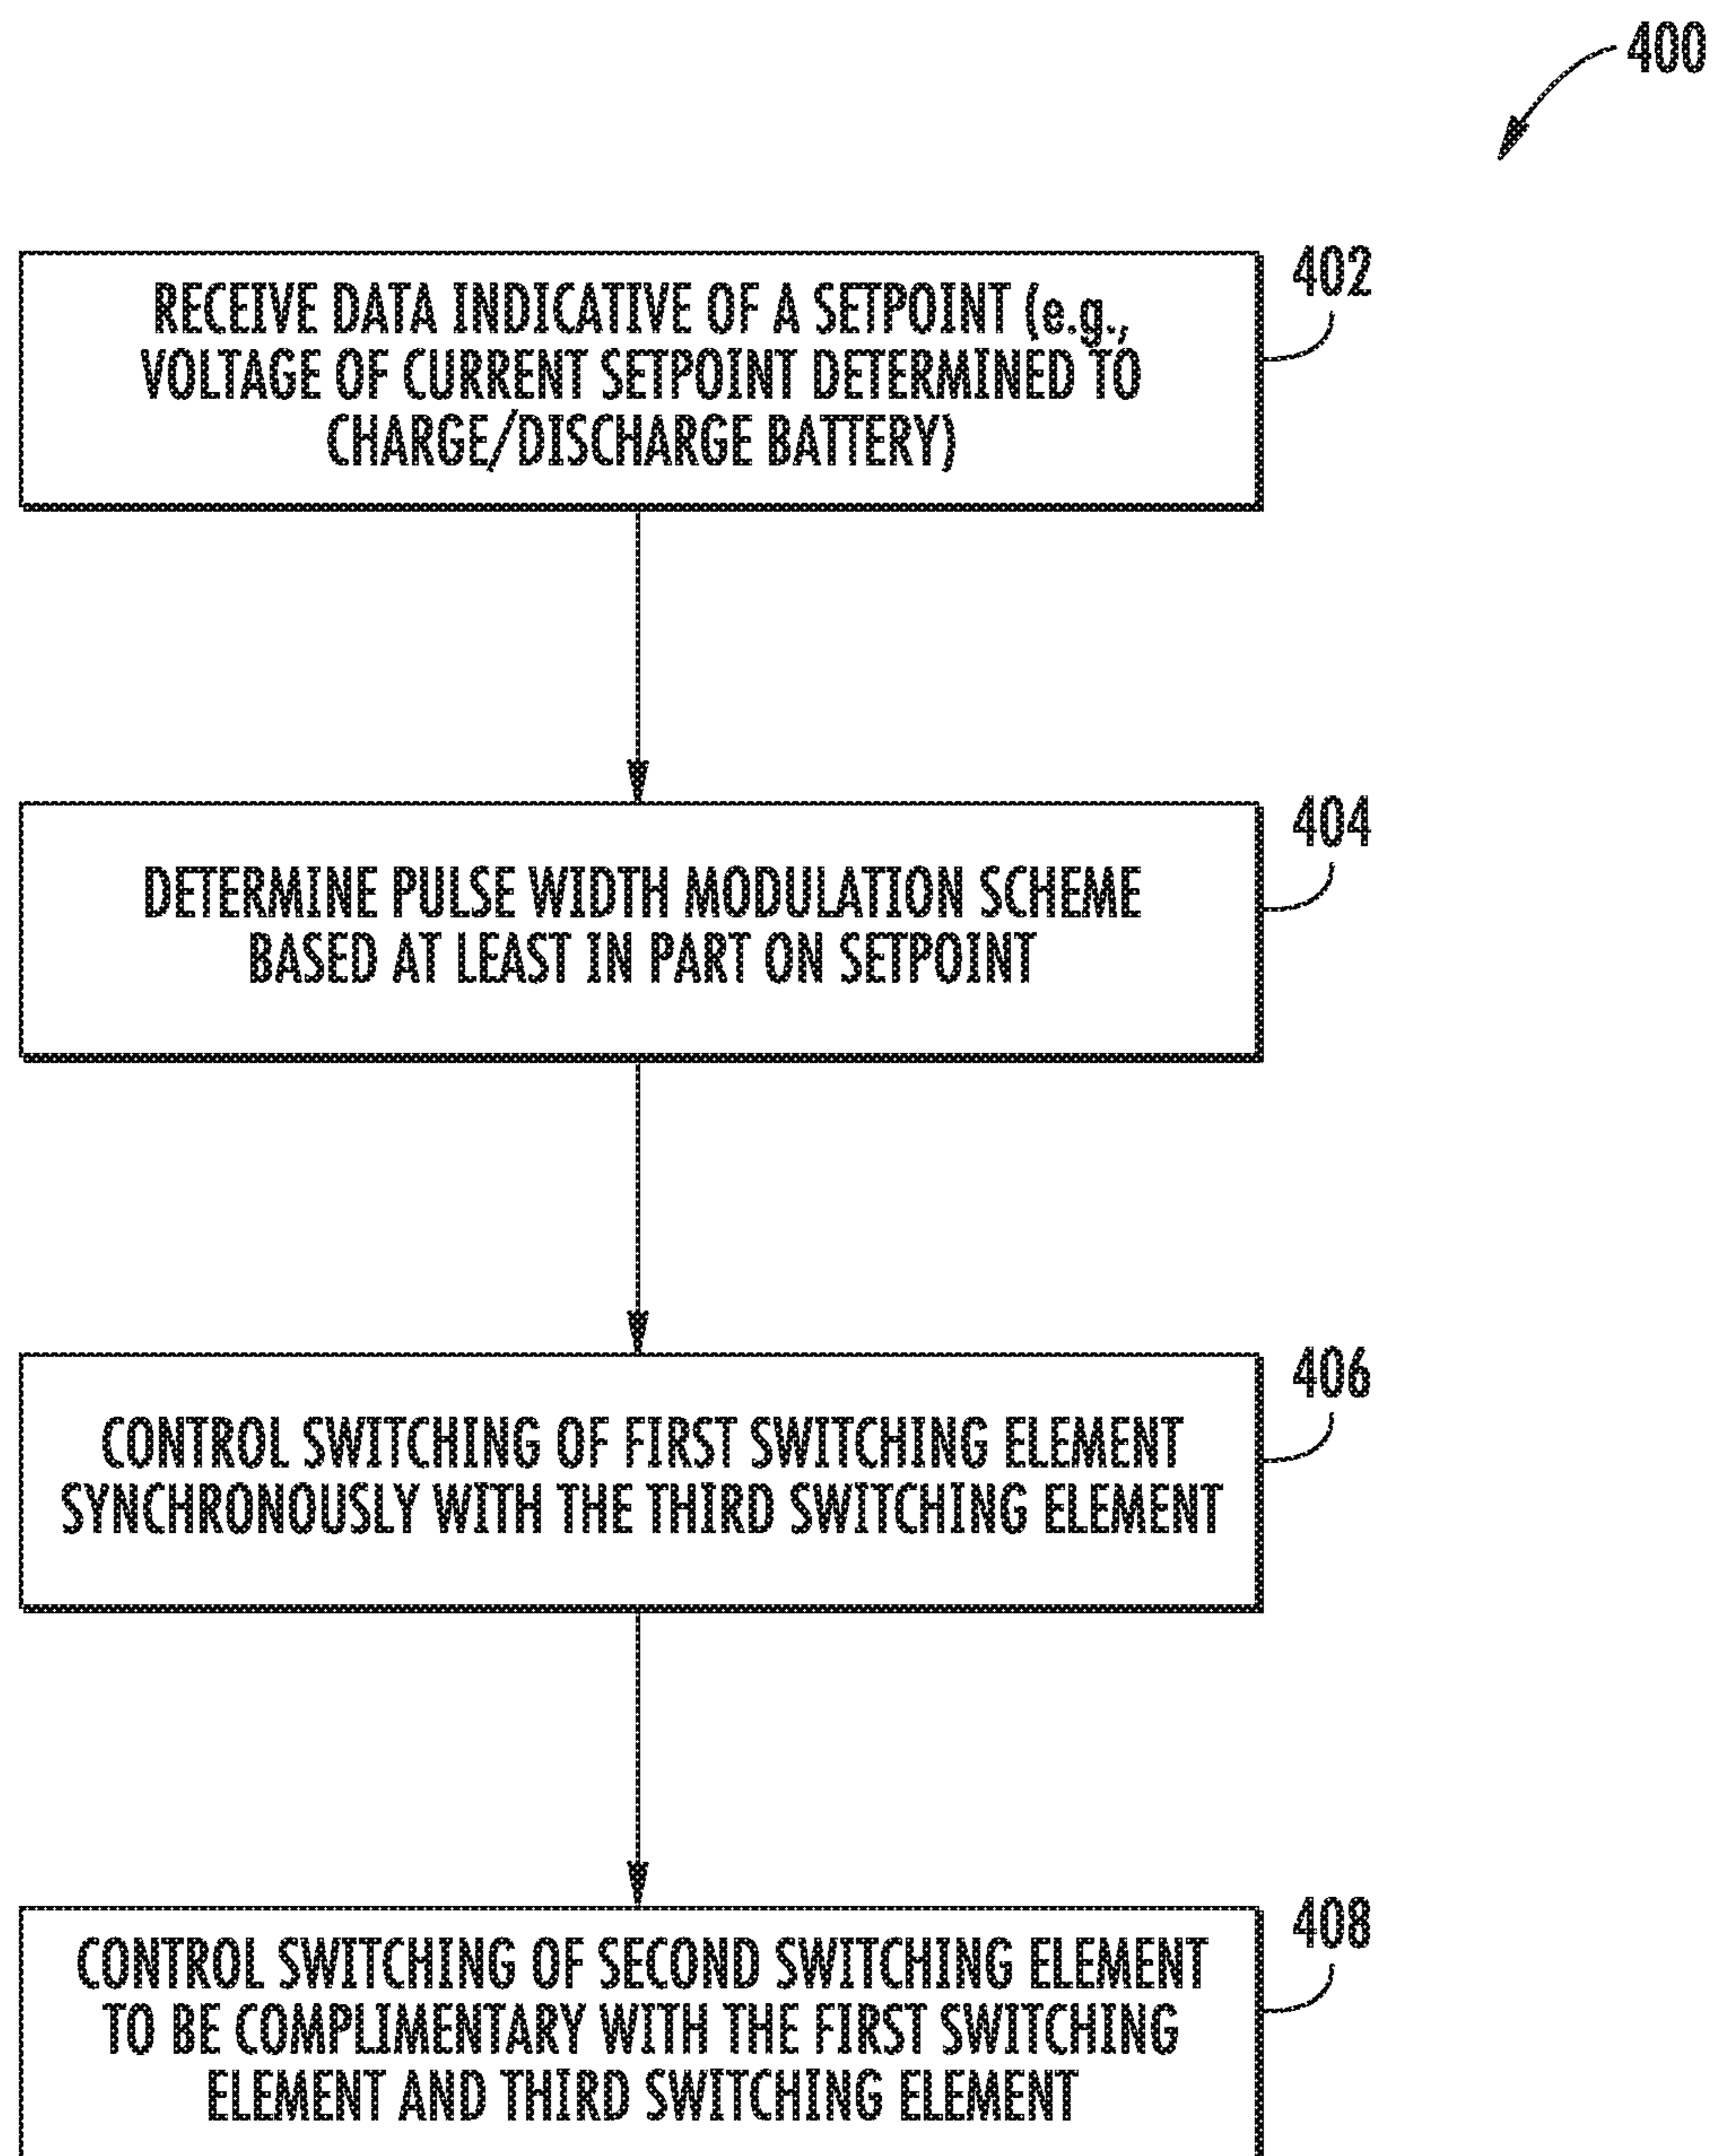 400
RECEIVE DATA INDICATIVE OF A SETPOINT (e.g.,
VOLTAGE OF CURRENT SETPOINT DETERMINED TO
CHARGE/DISCHARGE BATTERY)
402
DETERMINE PULSE WIDTH MODULATION SCHEME
BASED AT LEAST IN PART ON SETPOINT
404
CONTROL SWITCHING OF FIRST SWITCHING ELEMENT
SYNCHRONOUSLY WITH THE THIRD SWITCHING ELEMENT
406
CONTROL SWITCHING OF SECOND SWITCHING ELEMENT
TO BE COMPLIMENTARY WITH THE FIRST SWITCHING
ELEMENT AND THIRD SWITCHING ELEMENT
408